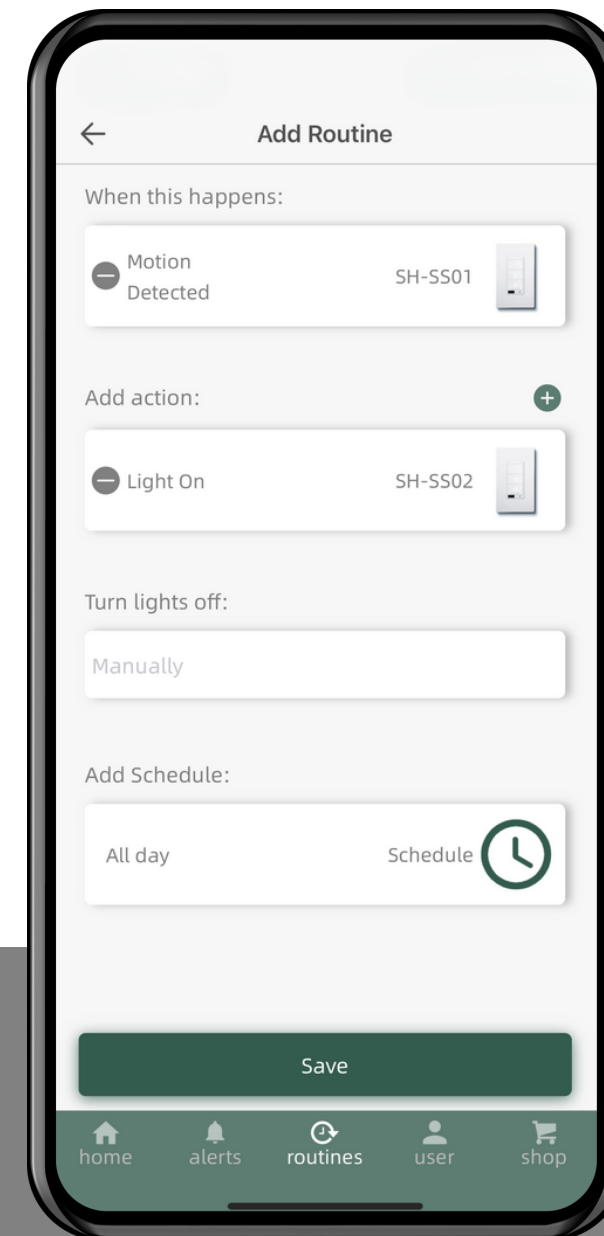 Add Routine
When this happens:
Motion
Detected
SH-SS01
Add action:
Light On
SH-SS02
Turn lights off:
Manually
Add Schedule:
All day
Schedule
Save
home
alerts
routines
user
shop